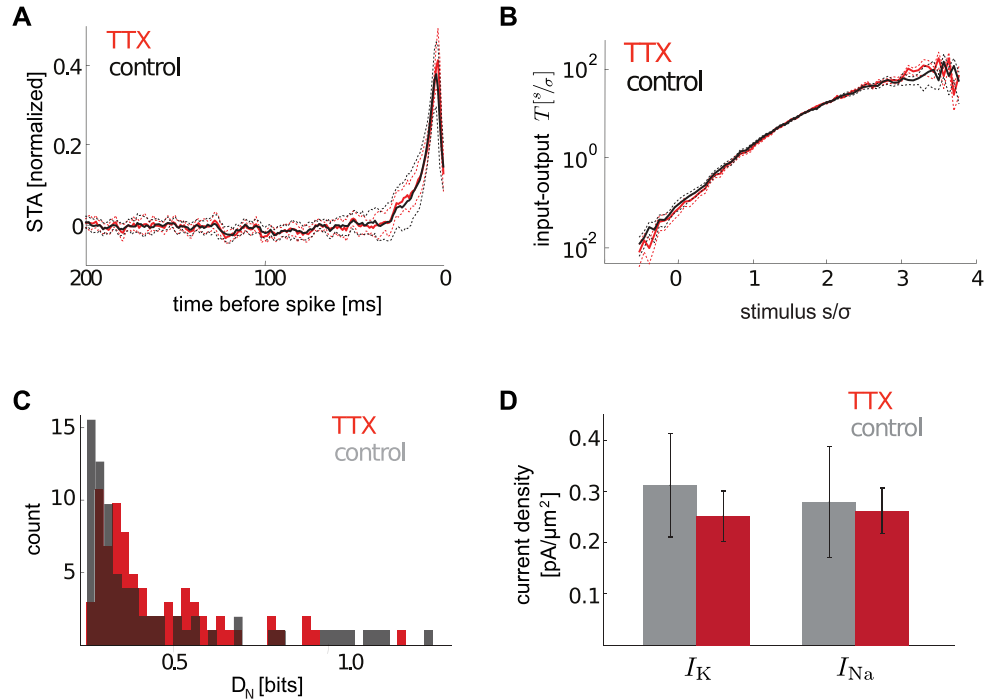 A
TTX
control
STA [normalized]
0.4
0.2
0
200
100
0
time before spike [ms]
B
TTX
control
input-output T [s/σ]
10²
10⁰
10⁻²
0
1
2
3
4
stimulus s/σ
C
TTX
control
count
15
10
5
0.5
1.0
D_N [bits]
D
TTX
control
current density
[pA/μm²]
0.4
0.3
0.2
0.1
I_K
I_Na